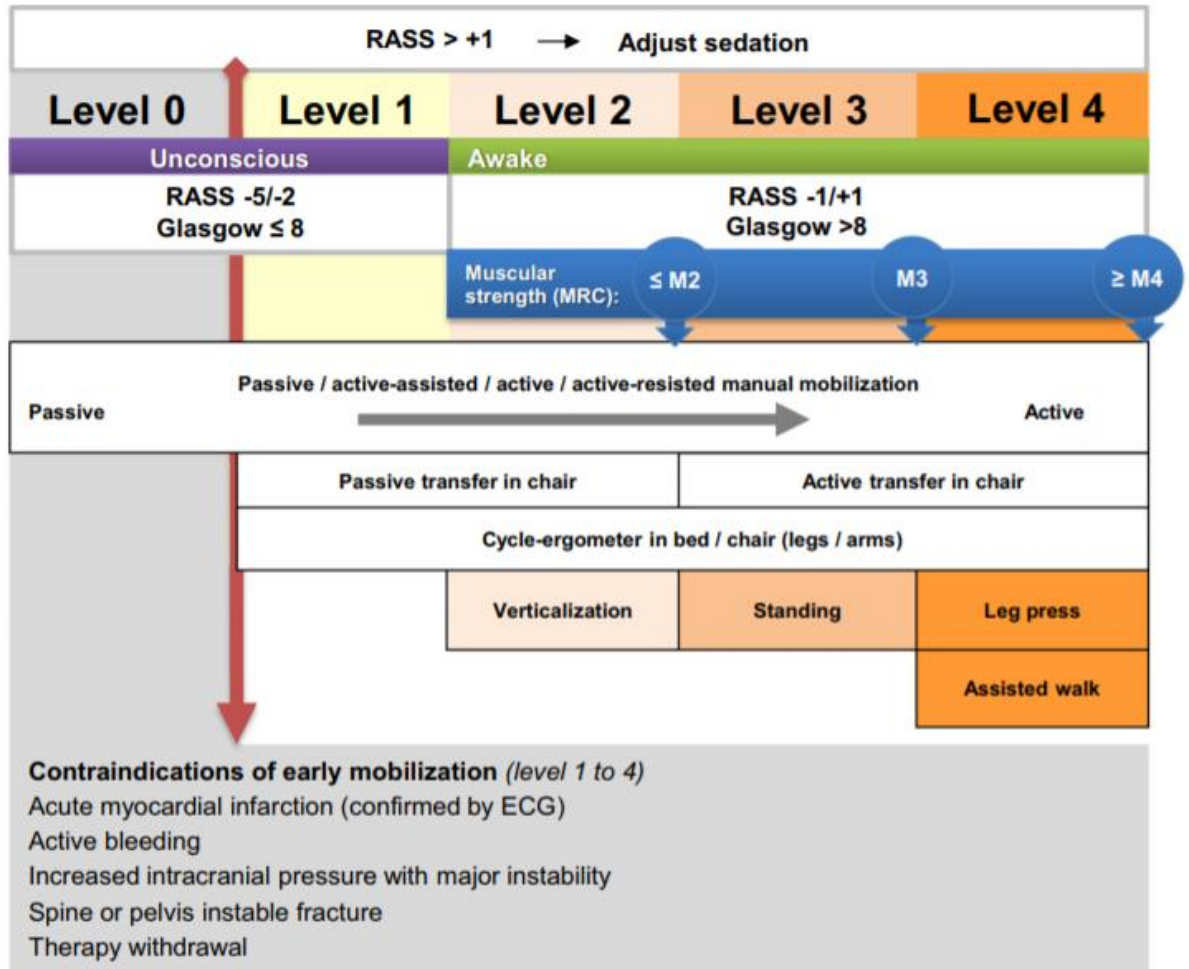 RASS > +1 → Adjust sedation
Level 0 Level 1 Level 2 Level 3 Level 4
Unconscious Awake
RASS -5/-2
Glasgow ≤ 8
RASS -1/+1
Glasgow >8
Muscular
strength (MRC):
≤ M2
M3
≥ M4
Passive / active-assisted / active / active-resisted manual mobilization
Passive Active
Passive transfer in chair Active transfer in chair
Cycle-ergometer in bed / chair (legs / arms)
Verticalization Standing Leg press
Assisted walk
Contraindications of early mobilization (level 1 to 4)
Acute myocardial infarction (confirmed by ECG)
Active bleeding
Increased intracranial pressure with major instability
Spine or pelvis instable fracture
Therapy withdrawal